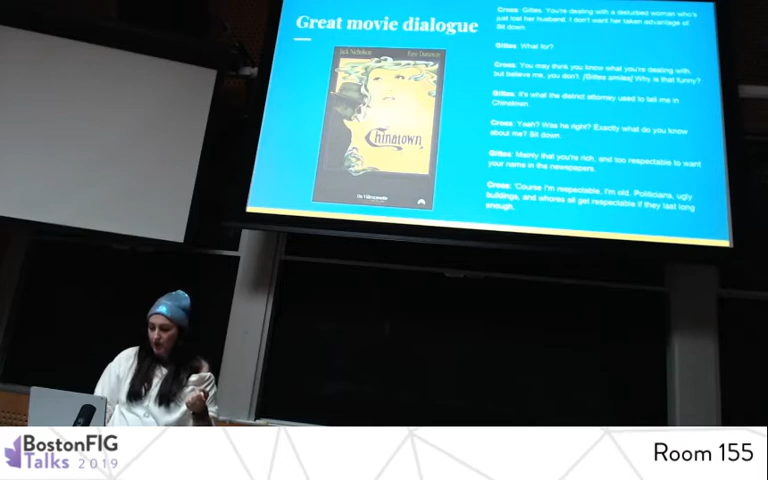 Great movie dialogue
Jack Nicholson Faye Dunaway
Chinatown
Cross: Gittes. You're dealing with a disturbed woman who's
just lost her husband. I don't want her taken advantage of.
Sit down.
Gittes: What for?
Cross: You may think you know what you're dealing with,
but believe me, you don't. [Gittes smiles] Why is that funny?
Gittes: It's what the district attorney used to tell me in
Chinatown.
Cross: Yeah? Was he right? Exactly what do you know
about me? Sit down.
Gittes: Mainly that you're rich, and too respectable to want
your name in the newspapers.
Cross: 'Course I'm respectable. I'm old. Politicians, ugly
buildings, and whores all get respectable if they last long
enough.
BostonFIG
Talks 2019
Room 155